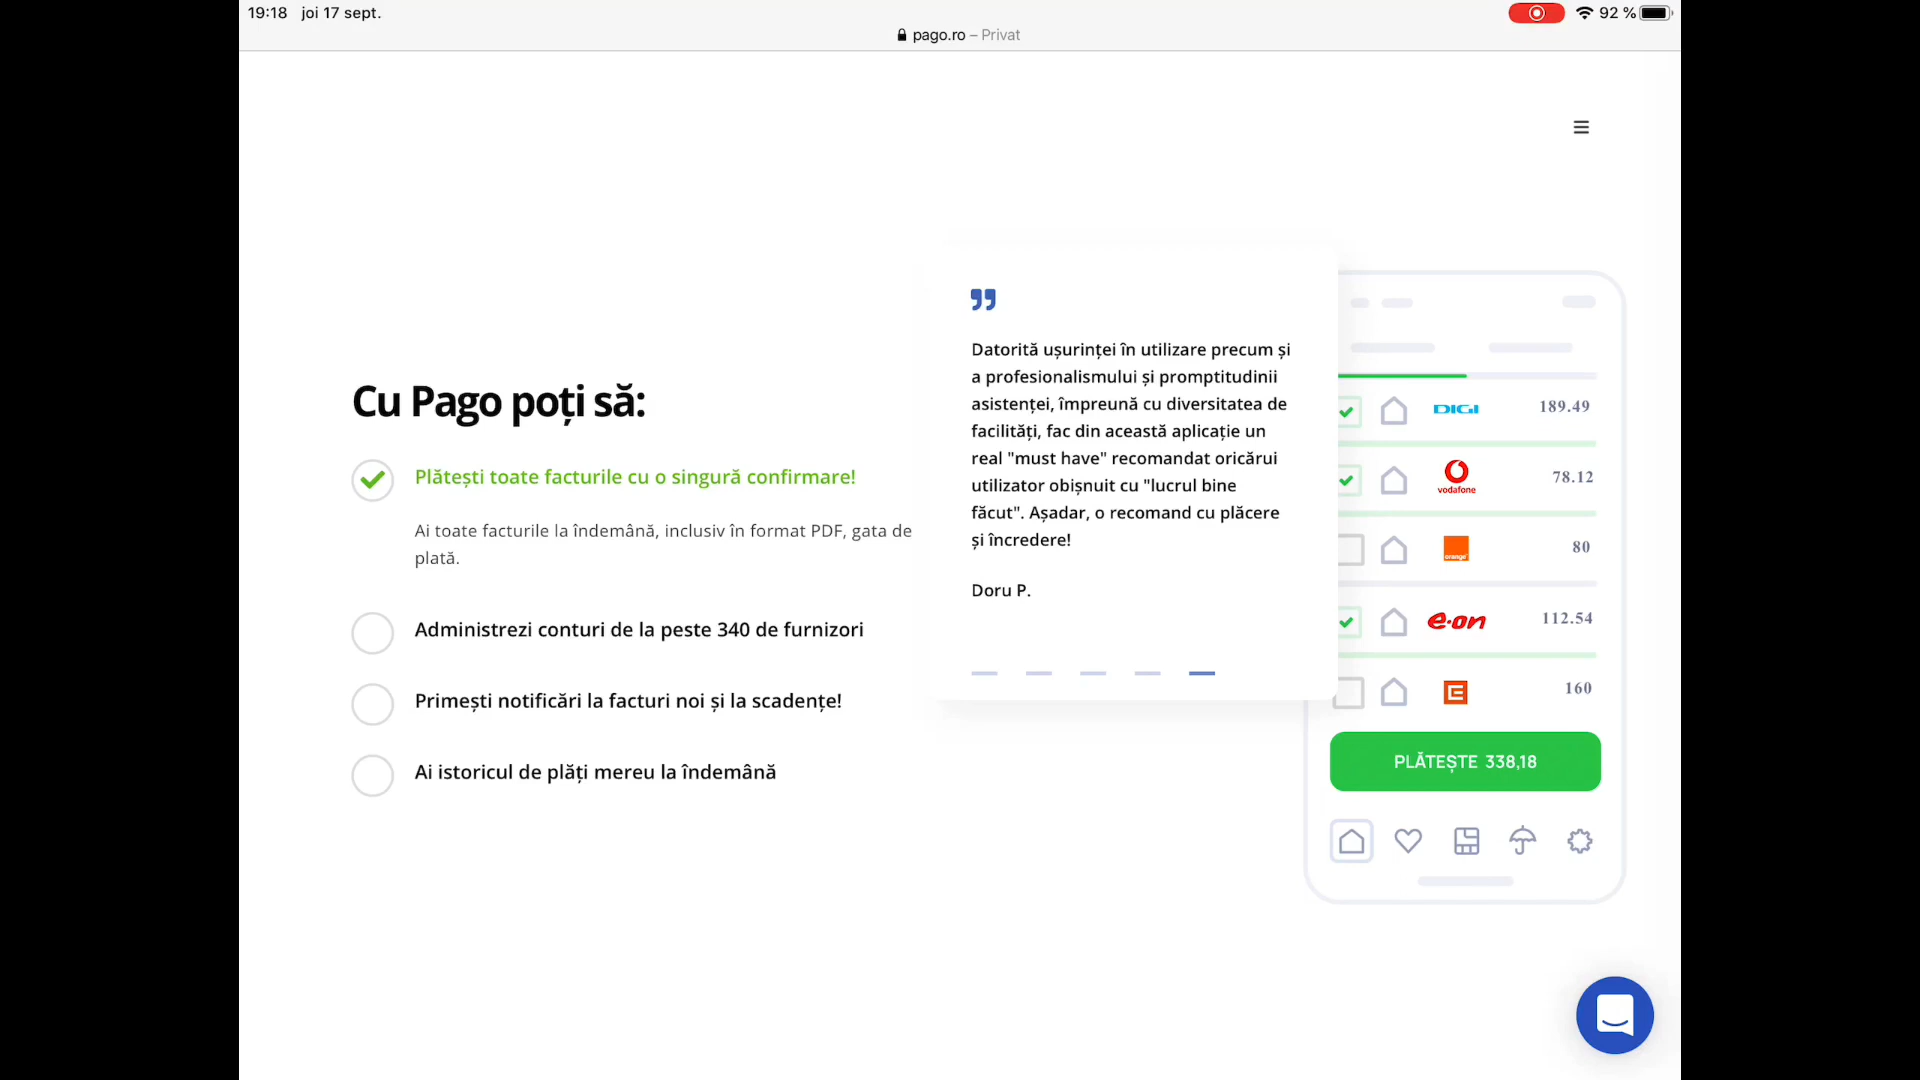 19:18 joi 17 sept.
92 %
pago.ro – Privat
Cu Pago poți să:
Plătești toate facturile cu o singură confirmare!
Ai toate facturile la îndemână, inclusiv în format PDF, gata de
plată.
Administrezi conturi de la peste 340 de furnizori
Primești notificări la facturi noi și la scadențe!
Ai istoricul de plăți mereu la îndemână
Datorită ușurinței în utilizare precum și
a profesionalismului și promptitudinii
asistenței, împreună cu diversitatea de
facilități, fac din această aplicație un
real "must have" recomandat oricărui
utilizator obișnuit cu "lucrul bine
făcut". Așadar, o recomand cu plăcere
și încredere!
Doru P.
DIGI 189.49
vodafone 78.12
orange 80
e·on 112.54
160
PLĂTEȘTE 338,18